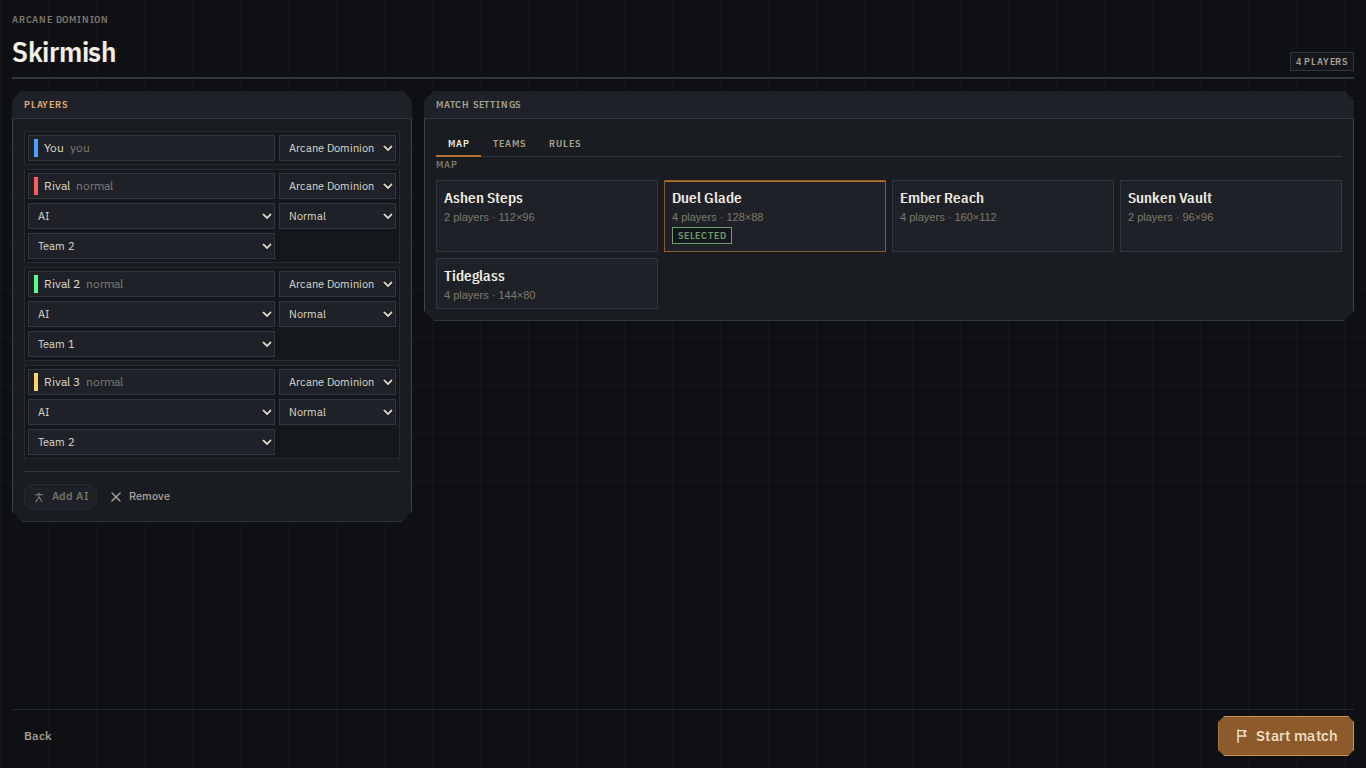 ARCANE DOMINION
Skirmish
4 PLAYERS
PLAYERS
You you Arcane Dominion
Rival normal Arcane Dominion
AI Normal
Team 2
Rival 2 normal Arcane Dominion
AI Normal
Team 1
Rival 3 normal Arcane Dominion
AI Normal
Team 2
Add AI Remove
MATCH SETTINGS
MAP TEAMS RULES
MAP
Ashen Steps
2 players · 112×96
Duel Glade
4 players · 128×88
SELECTED
Ember Reach
4 players · 160×112
Sunken Vault
2 players · 96×96
Tideglass
4 players · 144×80
Back
Start match